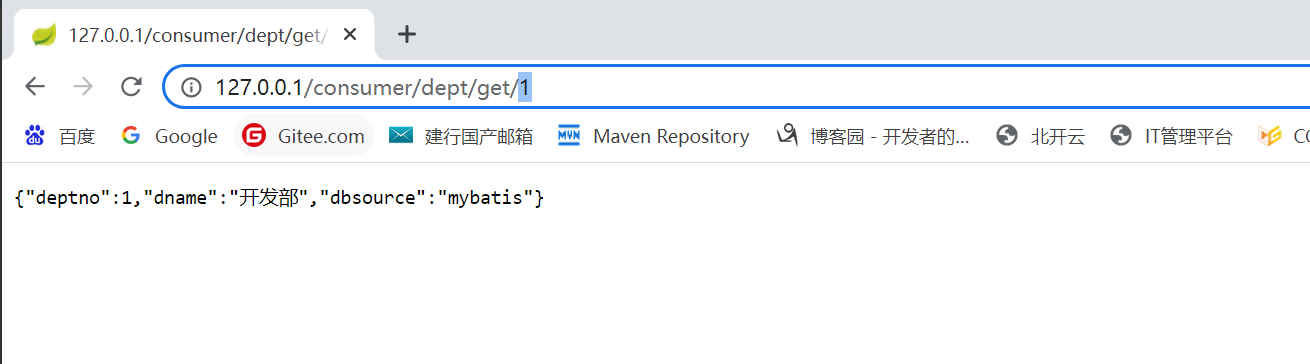 127.0.0.1/consumer/dept/get/
127.0.0.1/consumer/dept/get/1
百度 Google Gitee.com 建行国产邮箱 MVN Maven Repository 博客园 - 开发者的... 北开云 IT管理平台 CO
{"deptno":1,"dname":"开发部","dbsource":"mybatis"}